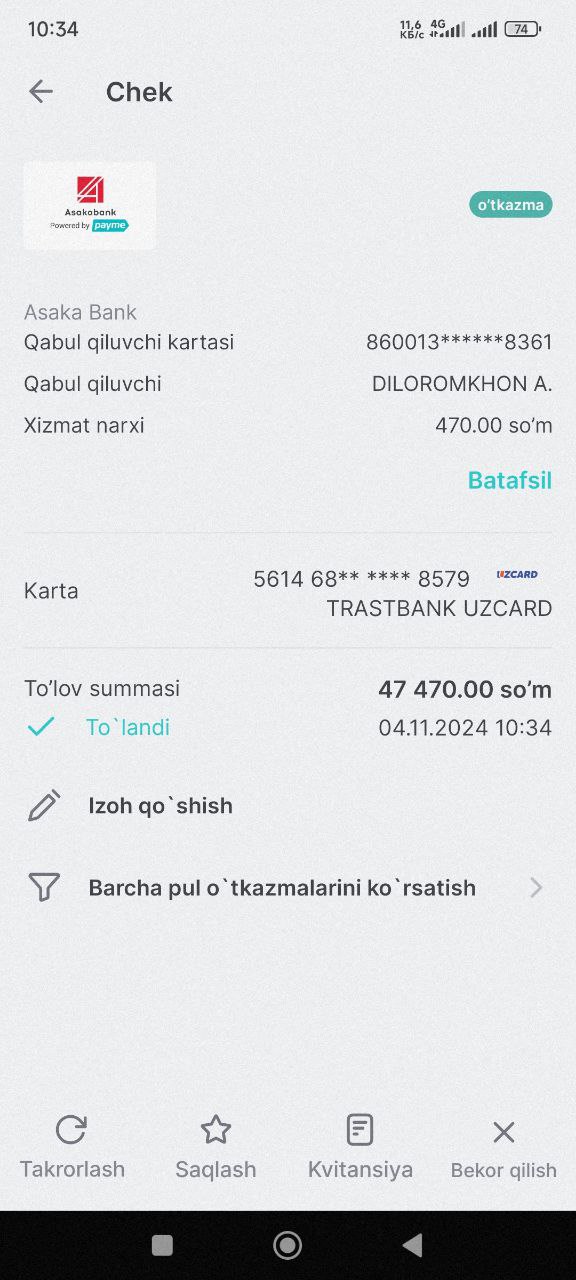 10:34
11,6 КБ/с 4G 74
Chek
Asakabank
Powered by payme
o'tkazma
Asaka Bank
Qabul qiluvchi kartasi 860013******8361
Qabul qiluvchi DILOROMKHON A.
Xizmat narxi 470.00 so'm
Batafsil
Karta 5614 68** **** 8579 UZCARD
TRASTBANK UZCARD
To'lov summasi 47 470.00 so'm
To`landi 04.11.2024 10:34
Izoh qo`shish
Barcha pul o`tkazmalarini ko`rsatish
Takrorlash Saqlash Kvitansiya Bekor qilish